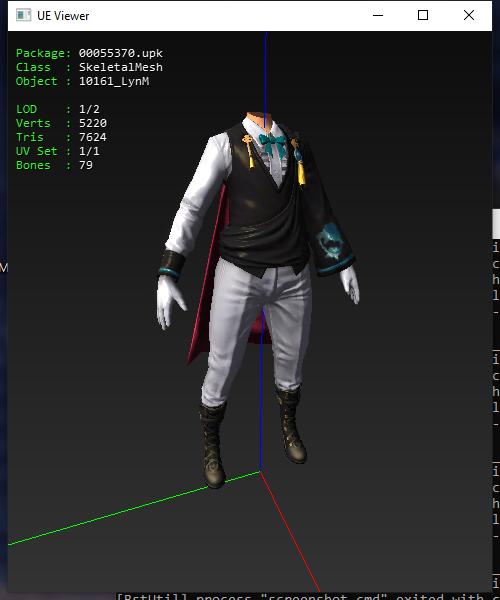 UE Viewer
Package: 00055370.upk
Class : SkeletalMesh
Object : 10161_LynM
LOD : 1/2
Verts : 5220
Tris : 7624
UV Set : 1/1
Bones : 79
M
i
c
h
l
-
i
c
h
l
-
i
c
h
l
-
i
[BstUtil] process "screenshot.cmd" exited with c